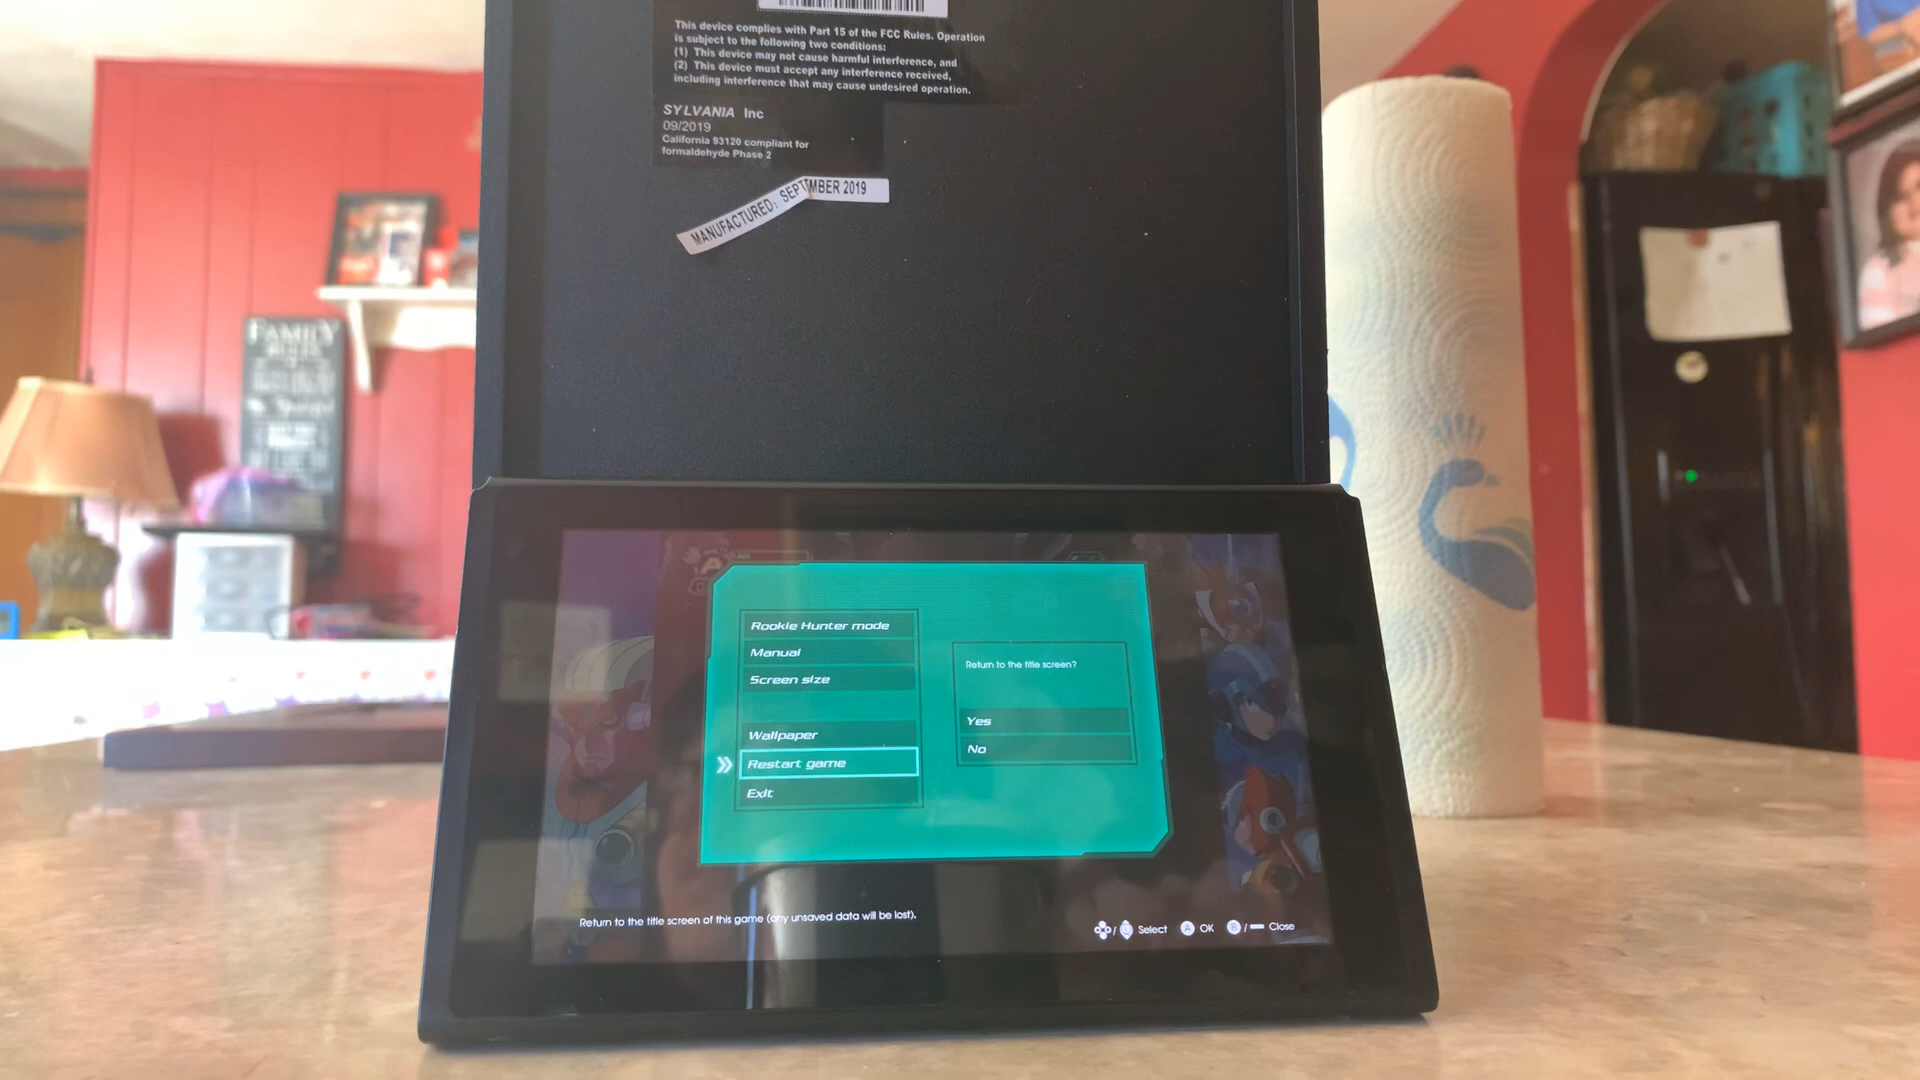 This device complies with Part 15 of the FCC Rules. Operation
is subject to the following two conditions:
(1) This device may not cause harmful interference, and
(2) This device must accept any interference received,
including interference that may cause undesired operation.
SYLVANIA Inc
09/2019
California 93120 compliant for
formaldehyde Phase 2
MANUFACTURED: SEPTEMBER 2019
FAMILY
RULES
Rookie Hunter mode
Manual
Screen size
Wallpaper
Restart game
Exit
Return to the title screen?
Yes
No
Return to the title screen of this game (any unsaved data will be lost).
Select A OK B Close